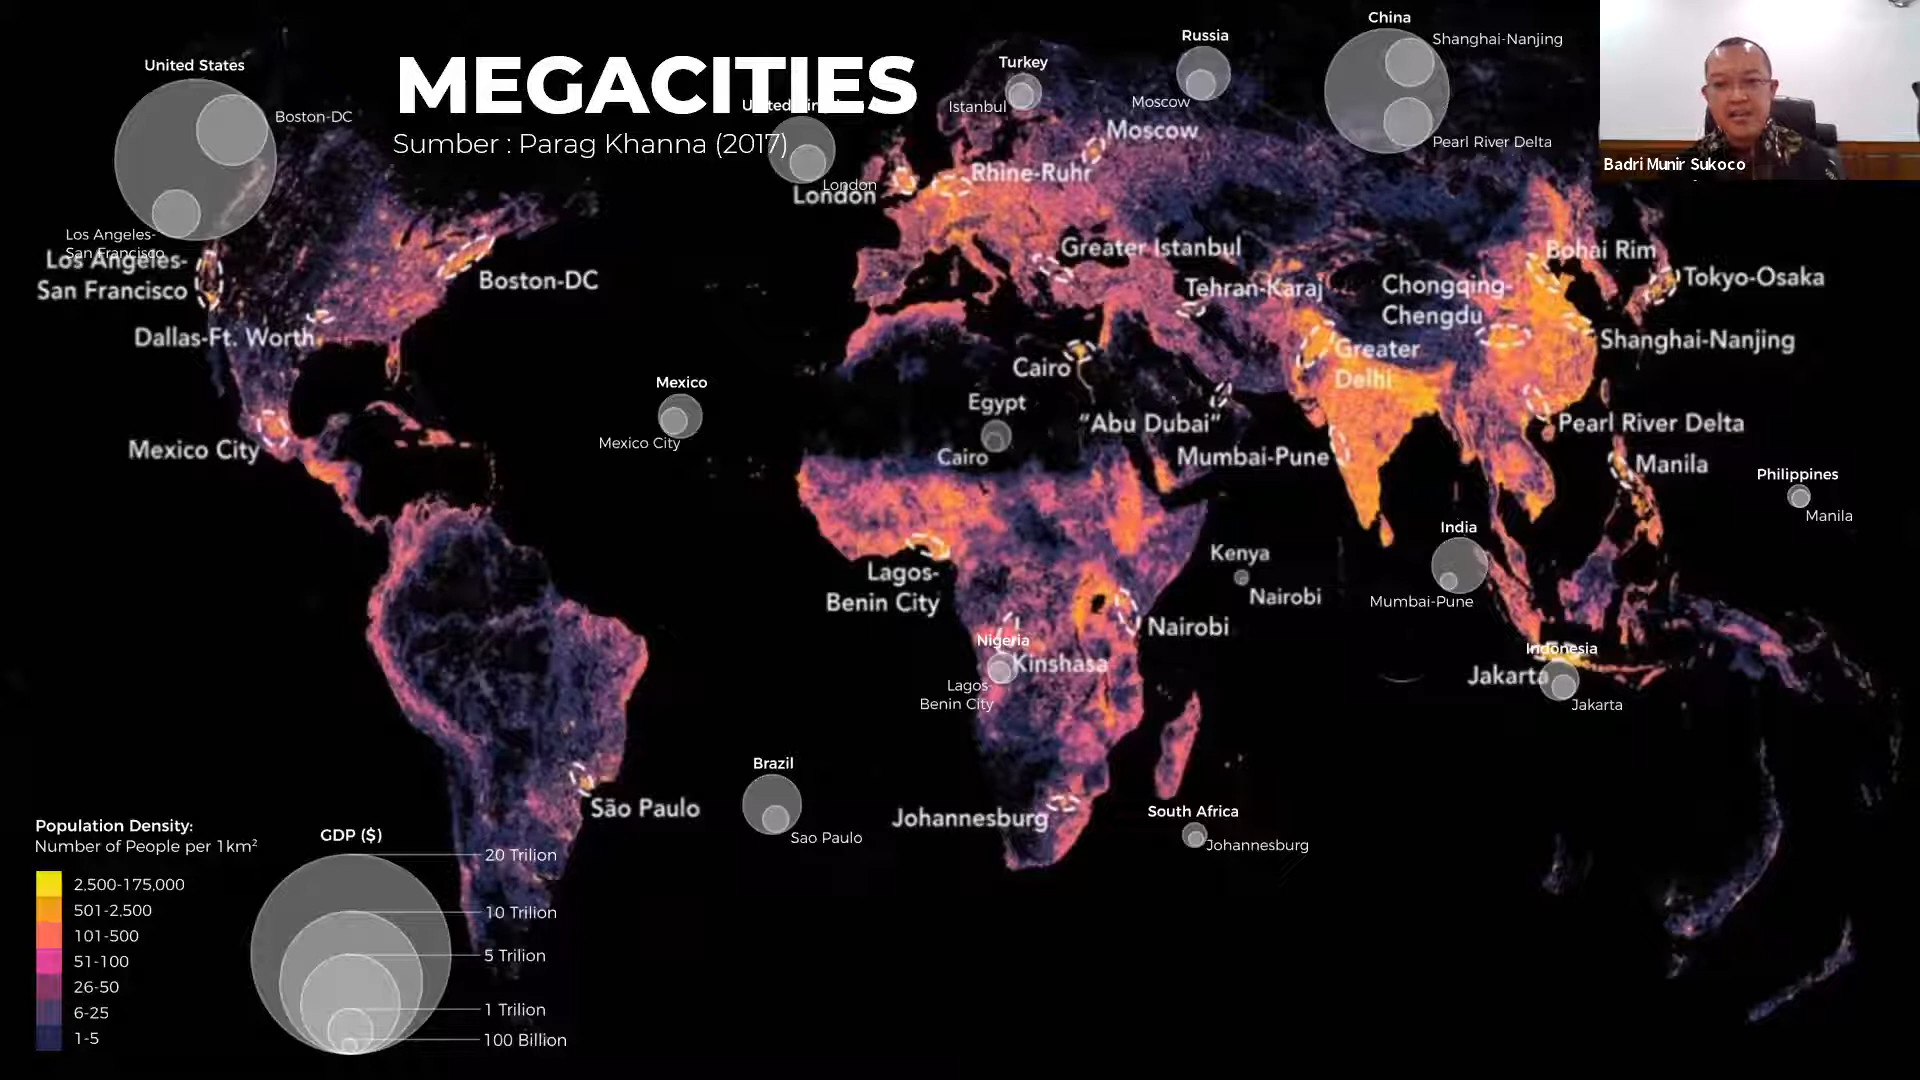 MEGACITIES
Sumber : Parag Khanna (2017)
United States
Boston-DC
Los Angeles-
San Francisco
Los Angeles-
San Francisco
Boston-DC
Dallas-Ft. Worth
Mexico City
Mexico
Mexico City
London
London
Turkey
Istanbul
Russia
Moscow
Moscow
Rhine-Ruhr
China
Shanghai-Nanjing
Pearl River Delta
Badri Munir Sukoco
Greater Istanbul
Tehran-Karaj
Bohai Rim
Chongqing-
Chengdu
Tokyo-Osaka
Shanghai-Nanjing
Greater
Delhi
Cairo
Egypt
Cairo
"Abu Dubai"
Mumbai-Pune
Pearl River Delta
Manila
Philippines
Manila
India
Mumbai-Pune
Lagos-
Benin City
Kenya
Nairobi
Nairobi
Nigeria
Kinshasa
Lagos-
Benin City
Indonesia
Jakarta
Jakarta
São Paulo
Brazil
Sao Paulo
Johannesburg
South Africa
Johannesburg
Population Density:
Number of People per 1km²
2,500-175,000
501-2,500
101-500
51-100
26-50
6-25
1-5
GDP ($)
20 Trilion
10 Trilion
5 Trilion
1 Trilion
100 Billion